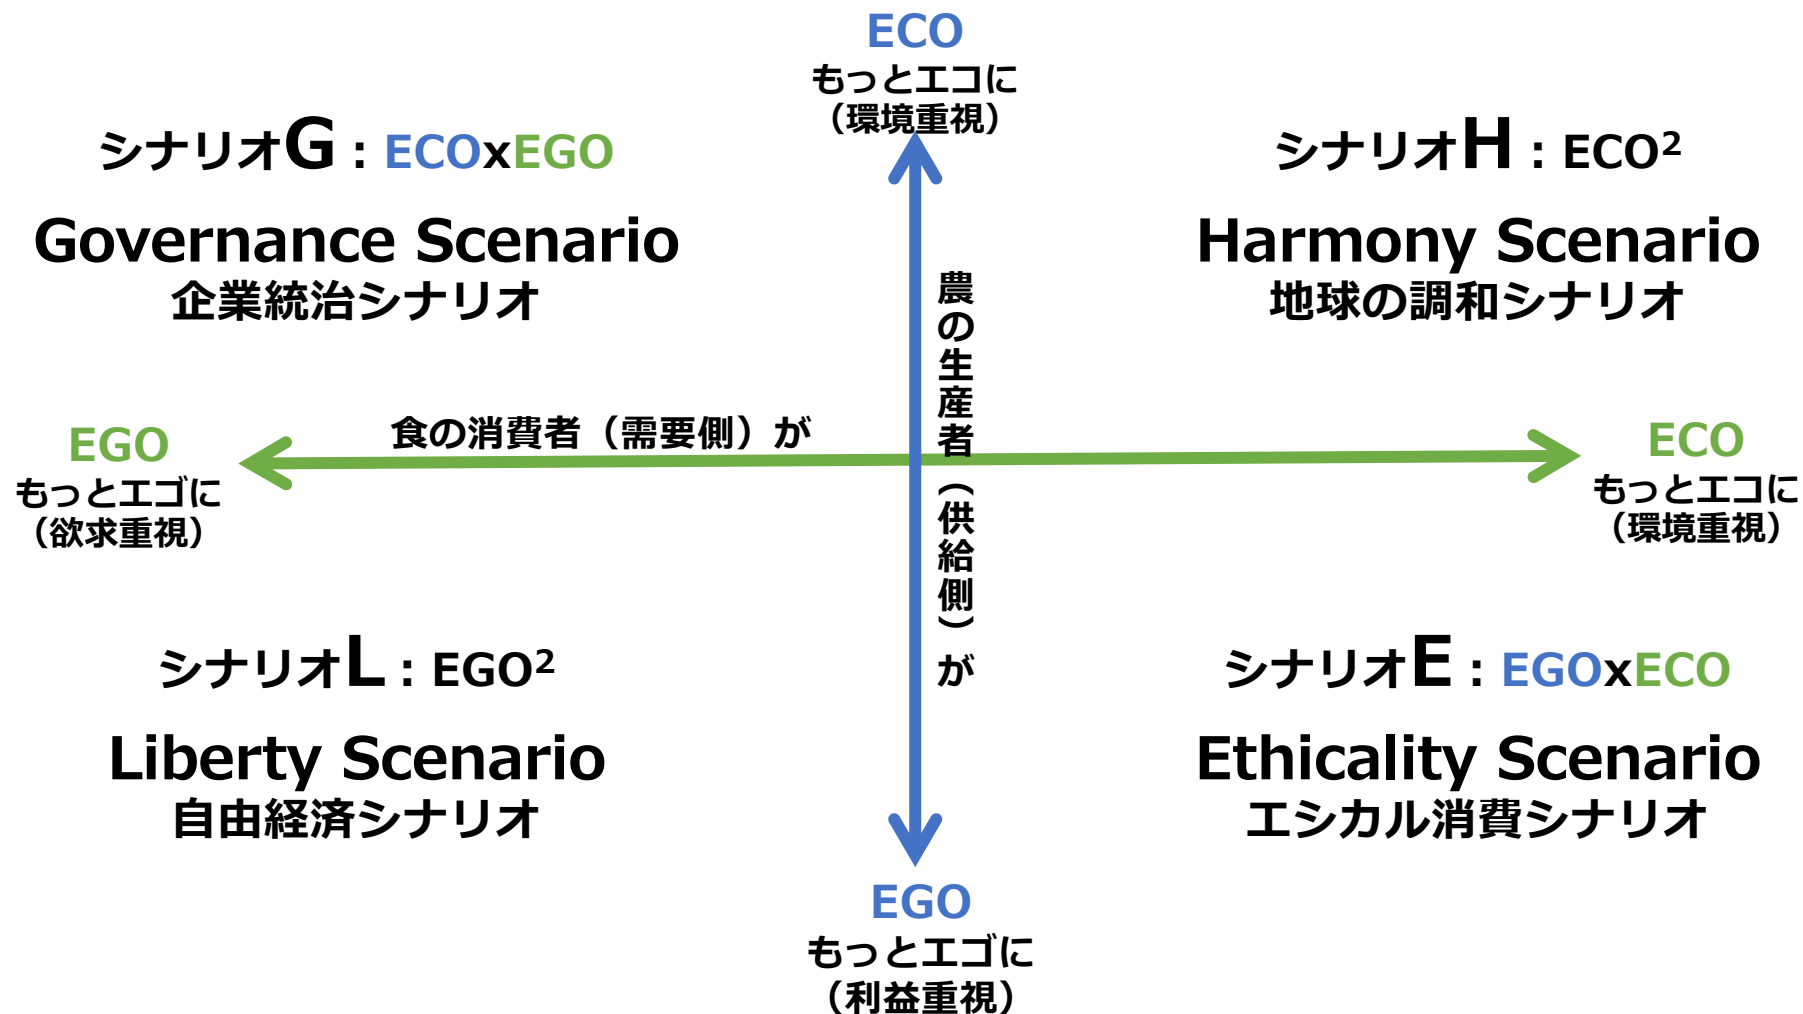 ECO
もっとエコに
（環境重視）
シナリオG：ECOxEGO
Governance Scenario
企業統治シナリオ
シナリオH：ECO²
Harmony Scenario
地球の調和シナリオ
農の生産者（供給側）が
食の消費者（需要側）が
EGO
もっとエゴに
（欲求重視）
ECO
もっとエコに
（環境重視）
シナリオL：EGO²
Liberty Scenario
自由経済シナリオ
シナリオE：EGOxECO
Ethicality Scenario
エシカル消費シナリオ
EGO
もっとエゴに
（利益重視）